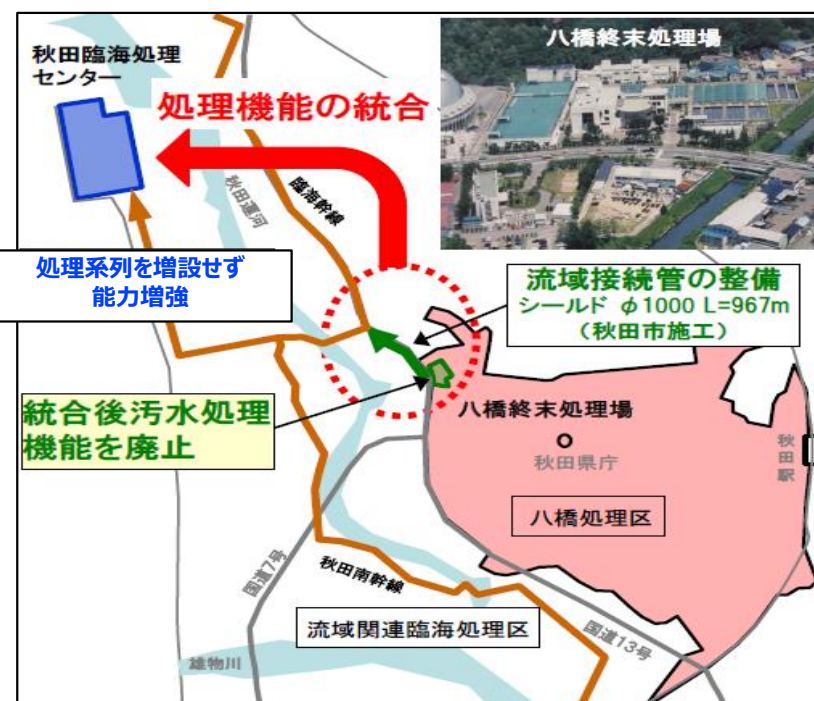 秋田臨海処理
センター
八橋終末処理場
処理機能の統合
秋田運河
臨海幹線
処理系列を増設せず
能力増強
流域接続管の整備
シールド φ1000 L=967m
（秋田市施工）
統合後汚水処理
機能を廃止
八橋終末処理場
秋田県庁
秋田駅
八橋処理区
国道7号
秋田南幹線
流域関連臨海処理区
国道13号
雄物川